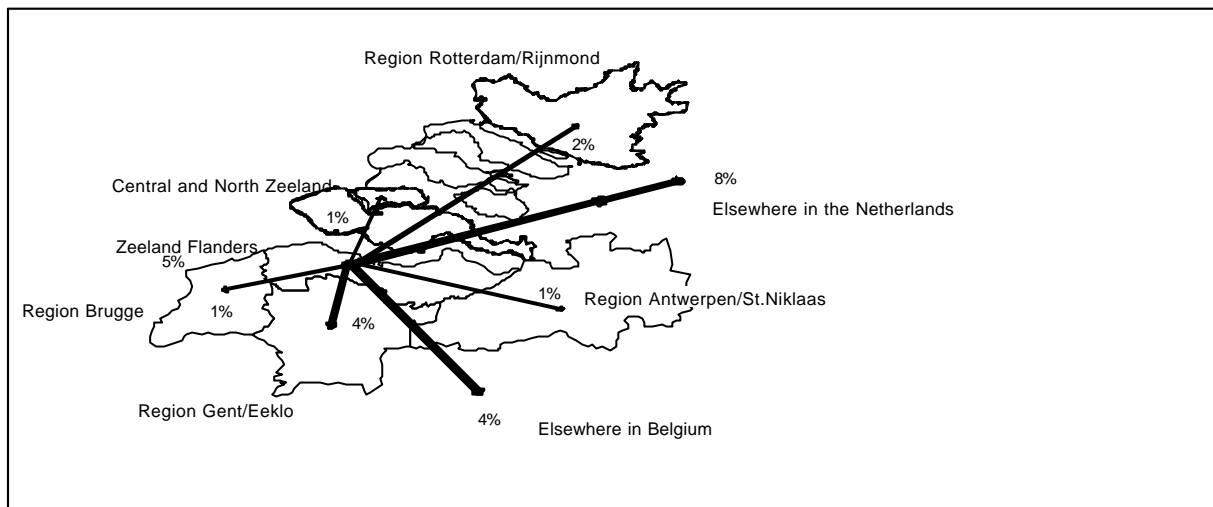 Region Rotterdam/Rijnmond
2%
8%
Central and North Zeeland
Elsewhere in the Netherlands
1%
Zeeland Flanders
5%
1%
Region Antwerpen/St.Niklaas
Region Brugge
1%
4%
Region Gent/Eeklo
4%
Elsewhere in Belgium